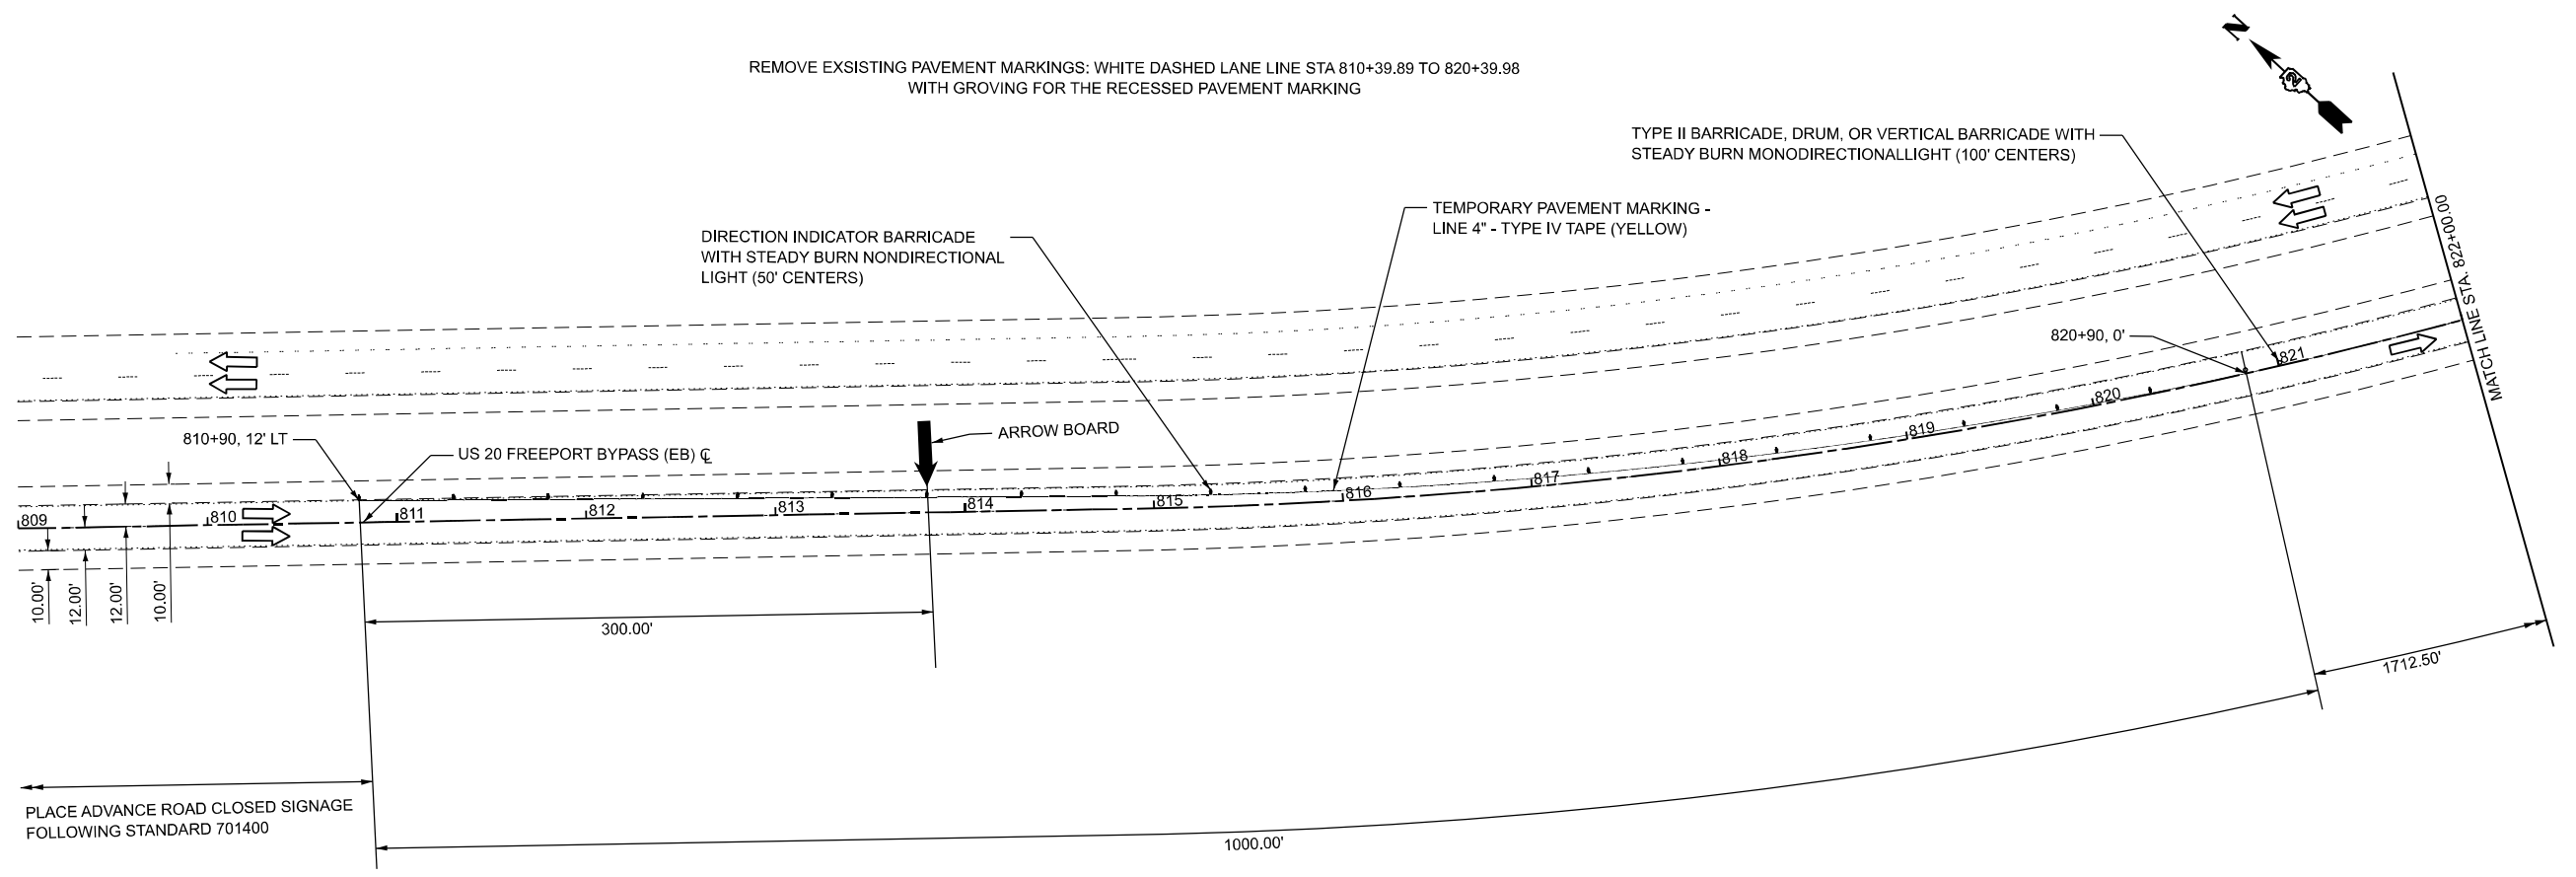 REMOVE EXSISTING PAVEMENT MARKINGS: WHITE DASHED LANE LINE STA 810+39.89 TO 820+39.98
WITH GROVING FOR THE RECESSED PAVEMENT MARKING
N
2
TYPE II BARRICADE, DRUM, OR VERTICAL BARRICADE WITH
STEADY BURN MONODIRECTIONALLIGHT (100' CENTERS)
TEMPORARY PAVEMENT MARKING -
LINE 4" - TYPE IV TAPE (YELLOW)
DIRECTION INDICATOR BARRICADE
WITH STEADY BURN NONDIRECTIONAL
LIGHT (50' CENTERS)
MATCH LINE STA. 822+00.00
820+90, 0'
810+90, 12' LT
US 20 FREEPORT BYPASS (EB) ℄
ARROW BOARD
809
810
811
812
813
814
815
816
817
818
819
820
821
10.00'
12.00'
12.00'
10.00'
300.00'
1712.50'
PLACE ADVANCE ROAD CLOSED SIGNAGE
FOLLOWING STANDARD 701400
1000.00'